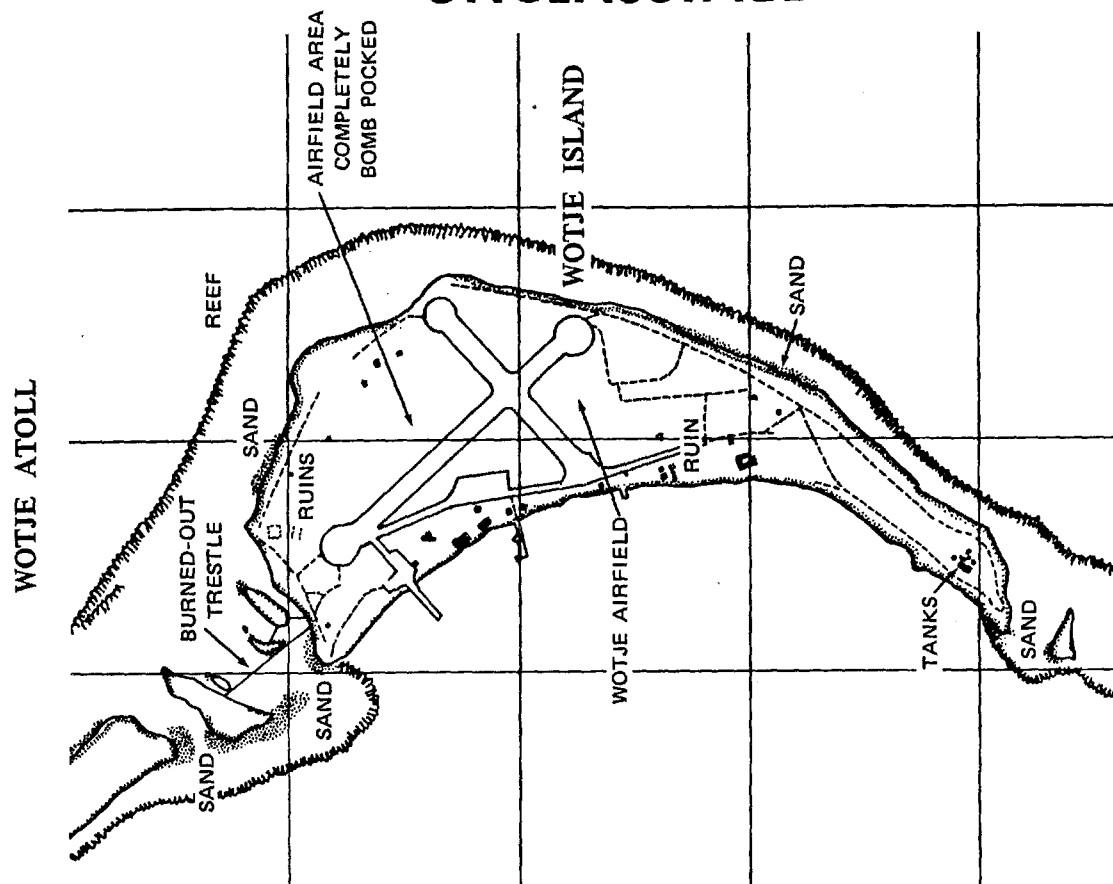 WOTJE ATOLL
AIRFIELD AREA
COMPLETELY
BOMB POCKED
WOTJE ISLAND
REEF
SAND
RUINS
BURNED-OUT
TRESTLE
SAND
SAND
SAND
RUIN
WOTJE AIRFIELD
TANKS
SAND